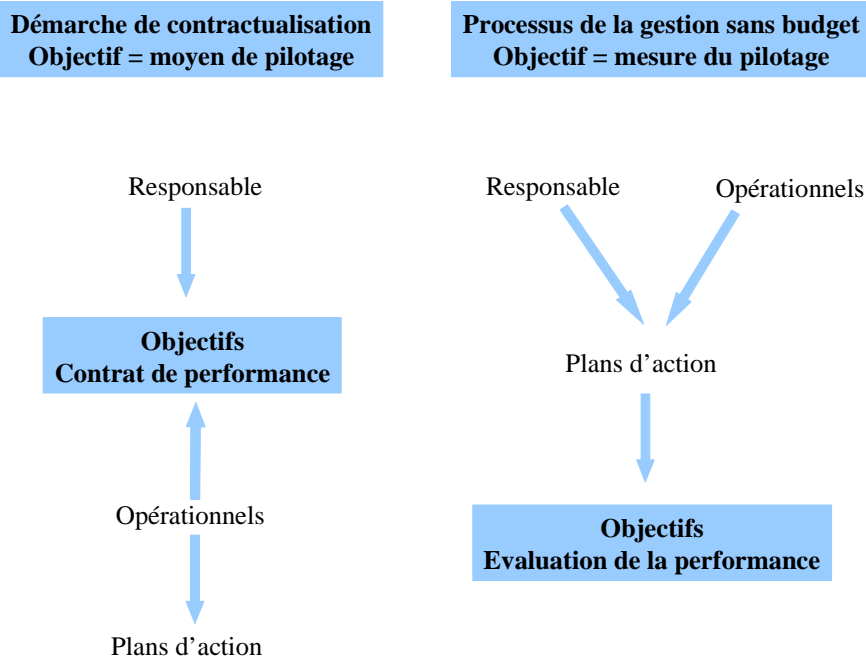 Démarche de contractualisation
Objectif = moyen de pilotage
Processus de la gestion sans budget
Objectif = mesure du pilotage
Responsable
Objectifs
Contrat de performance
Opérationnels
Plans d’action
Responsable
Opérationnels
Plans d’action
Objectifs
Evaluation de la performance